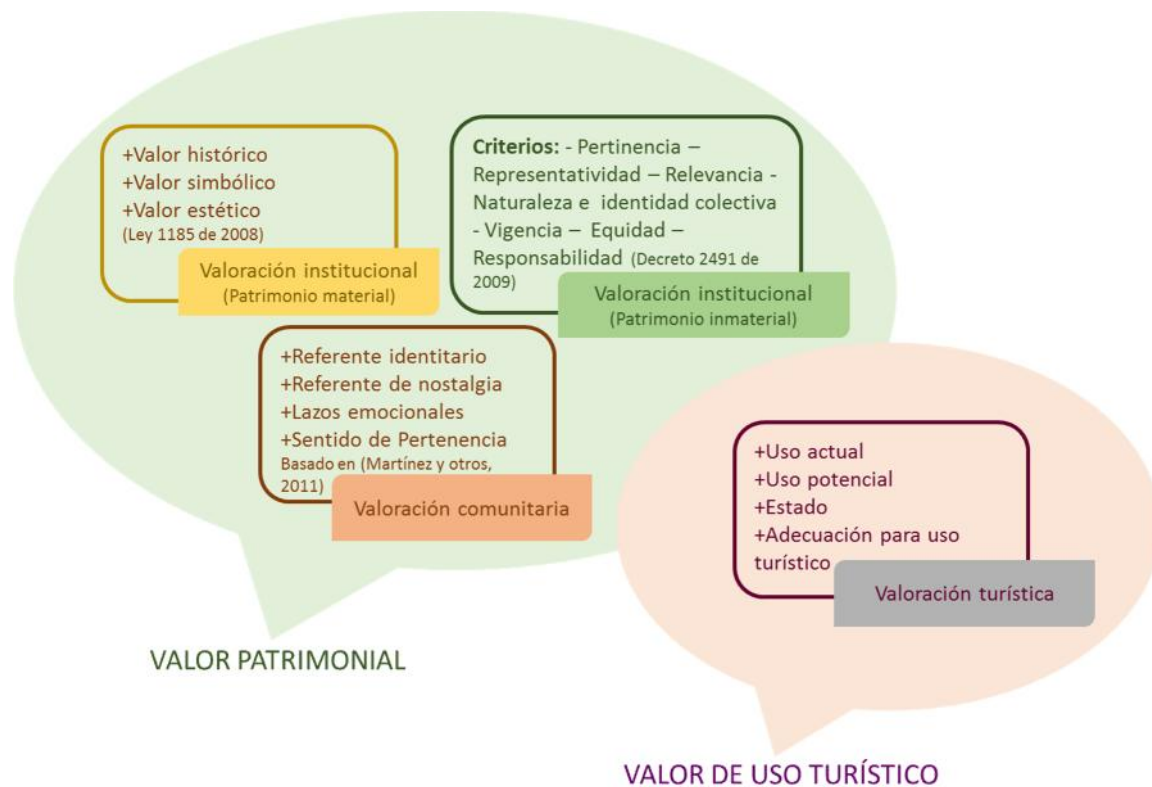 +Valor histórico
+Valor simbólico
+Valor estético
(Ley 1185 de 2008)
Valoración institucional
(Patrimonio material)
Criterios: - Pertinencia –
Representatividad – Relevancia -
Naturaleza e identidad colectiva
- Vigencia – Equidad –
Responsabilidad (Decreto 2491 de
2009)
Valoración institucional
(Patrimonio inmaterial)
+Referente identitario
+Referente de nostalgia
+Lazos emocionales
+Sentido de Pertenencia
Basado en (Martínez y otros,
2011)
Valoración comunitaria
+Uso actual
+Uso potencial
+Estado
+Adecuación para uso
turístico
Valoración turística
VALOR PATRIMONIAL
VALOR DE USO TURÍSTICO